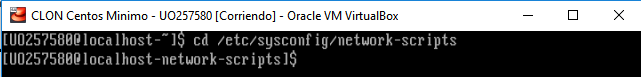 CLON Centos Minimo - UO257580 [Corriendo] - Oracle VM VirtualBox
[UO257580@localhost~]$ cd /etc/sysconfig/network-scripts
[UO257580@localhost-network-scripts]$